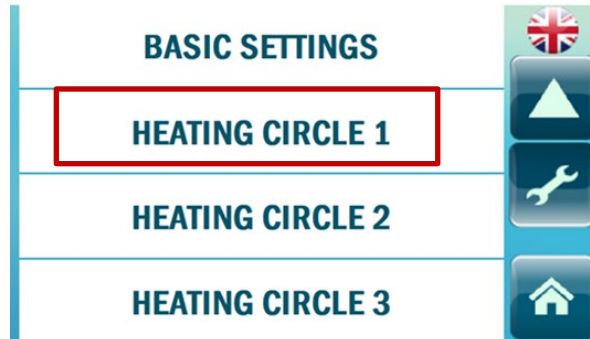 BASIC SETTINGS
HEATING CIRCLE 1
HEATING CIRCLE 2
HEATING CIRCLE 3